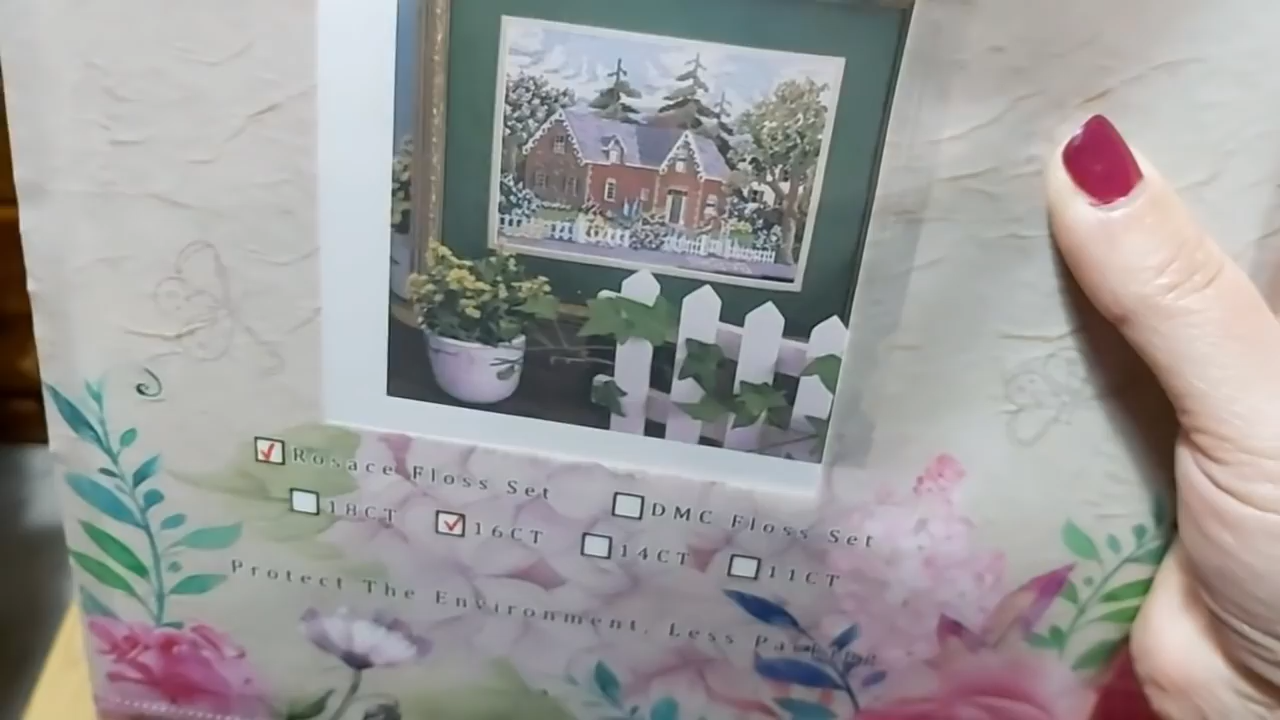 Rosace Floss Set
DMC Floss Set
18CT 16CT 14CT 11CT
Protect The Environment, Less